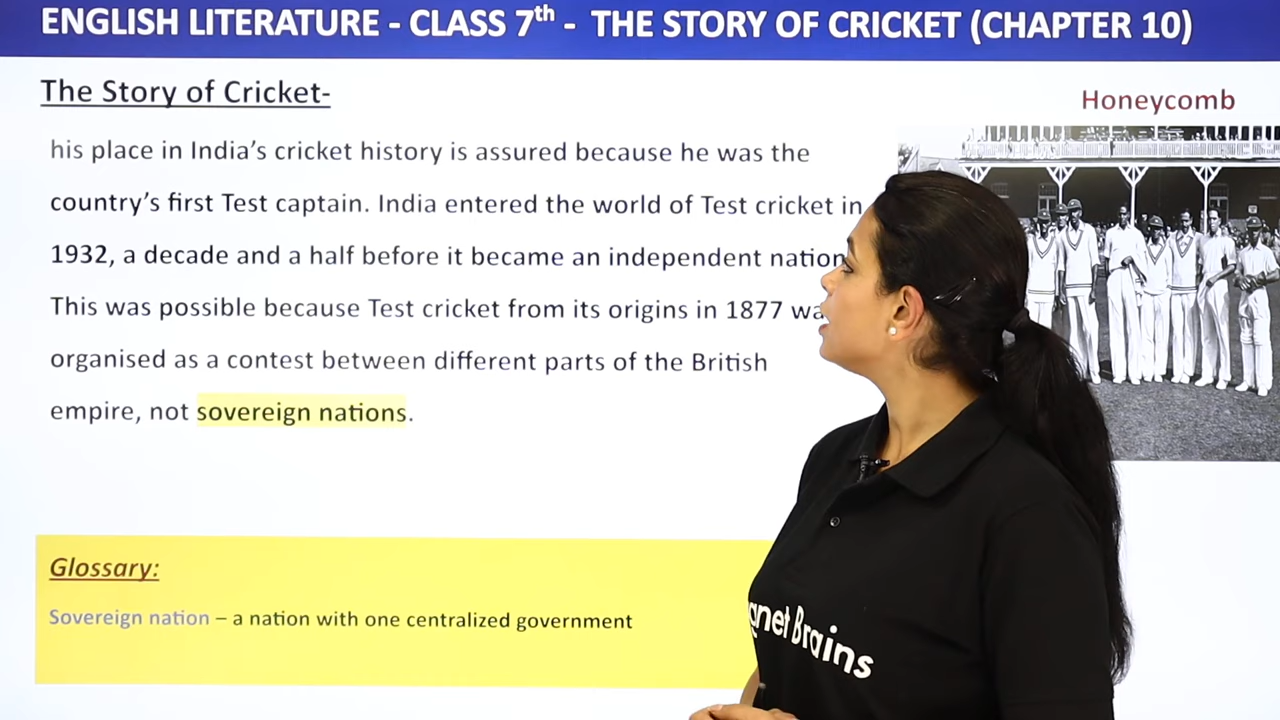 ENGLISH LITERATURE - CLASS 7th - THE STORY OF CRICKET (CHAPTER 10)
The Story of Cricket-
Honeycomb
his place in India's cricket history is assured because he was the
country's first Test captain. India entered the world of Test cricket in
1932, a decade and a half before it became an independent nation
This was possible because Test cricket from its origins in 1877 wa
organised as a contest between different parts of the British
empire, not sovereign nations.
Glossary:
Sovereign nation – a nation with one centralized government
gnet Brains